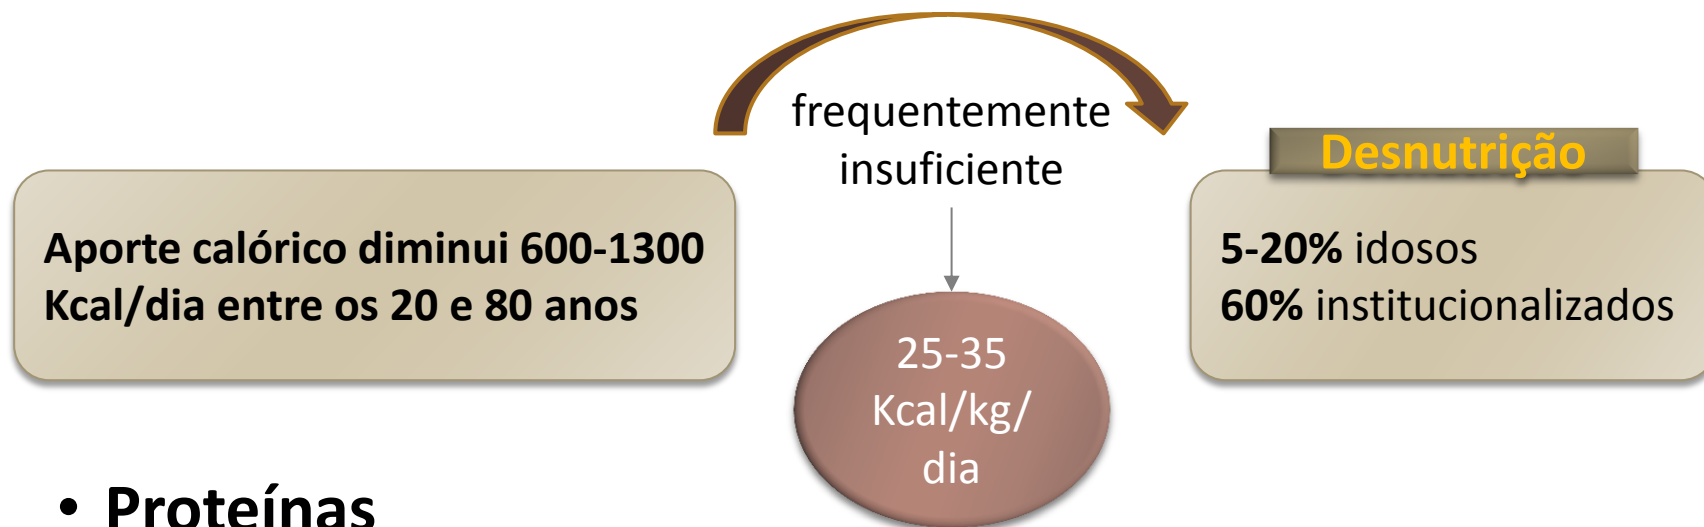 Aporte calórico diminui 600-1300
Kcal/dia entre os 20 e 80 anos
frequentemente
insuficiente
25-35
Kcal/kg/
dia
Desnutrição
5-20% idosos
60% institucionalizados
• Proteínas